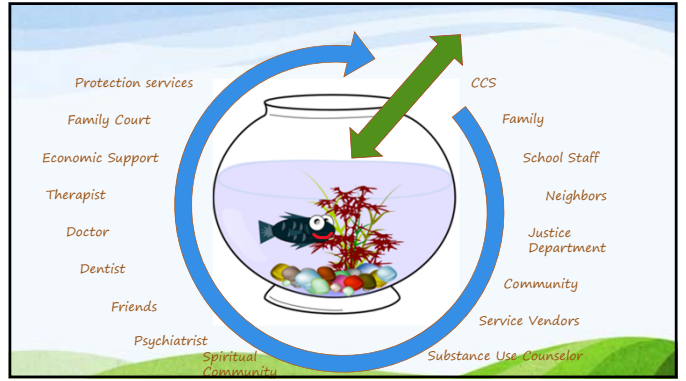 Protection services
Family Court
Economic Support
Therapist
Doctor
Dentist
Friends
Psychiatrist
Spiritual
Community
CCS
Family
School Staff
Neighbors
Justice
Department
Community
Service Vendors
Substance Use Counselor